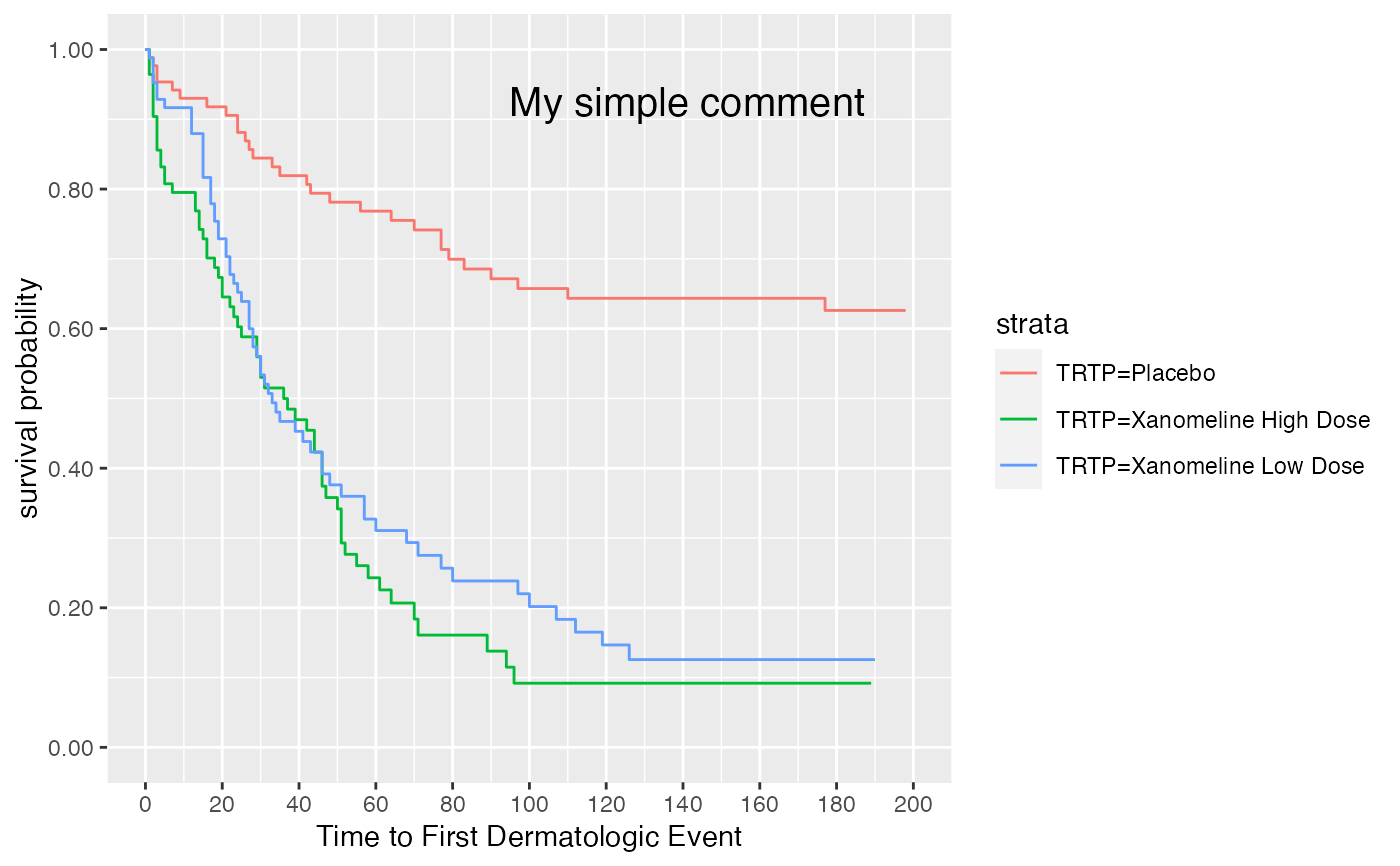 My simple comment
1.00
0.80
0.60
0.40
0.20
0.00
survival probability
0 20 40 60 80 100 120 140 160 180 200
Time to First Dermatologic Event
strata
TRTP=Placebo
TRTP=Xanomeline High Dose
TRTP=Xanomeline Low Dose